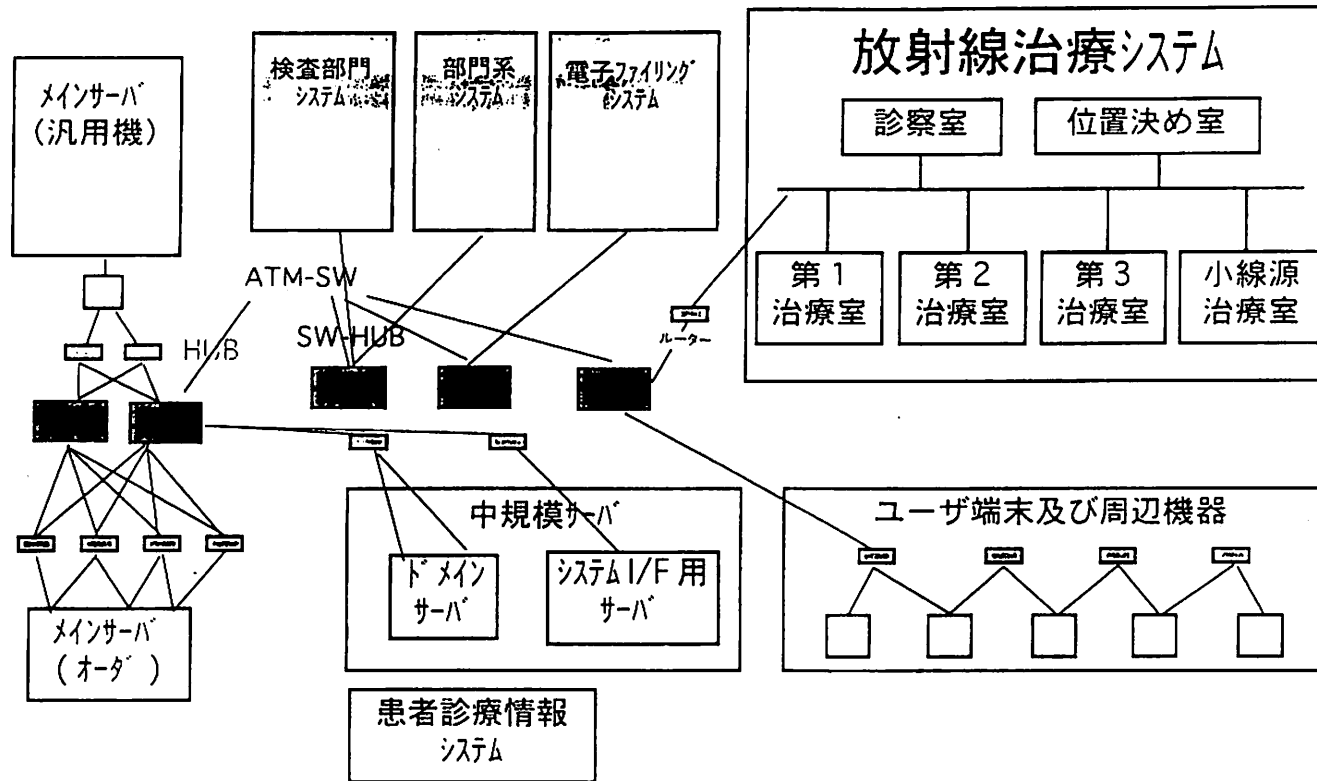 メインサーバ
(汎用機)
検査部門
システム
部門系
システム
電子ファイリング
システム
放射線治療システム
診察室
位置決め室
第1
治療室
第2
治療室
第3
治療室
小線源
治療室
ATM-SW
SW-HUB
HUB
ルーター
中規模サーバ
ドメイン
サーバ
システムI/F用
サーバ
ユーザ端末及び周辺機器
メインサーバ
(オーダ)
患者診療情報
システム